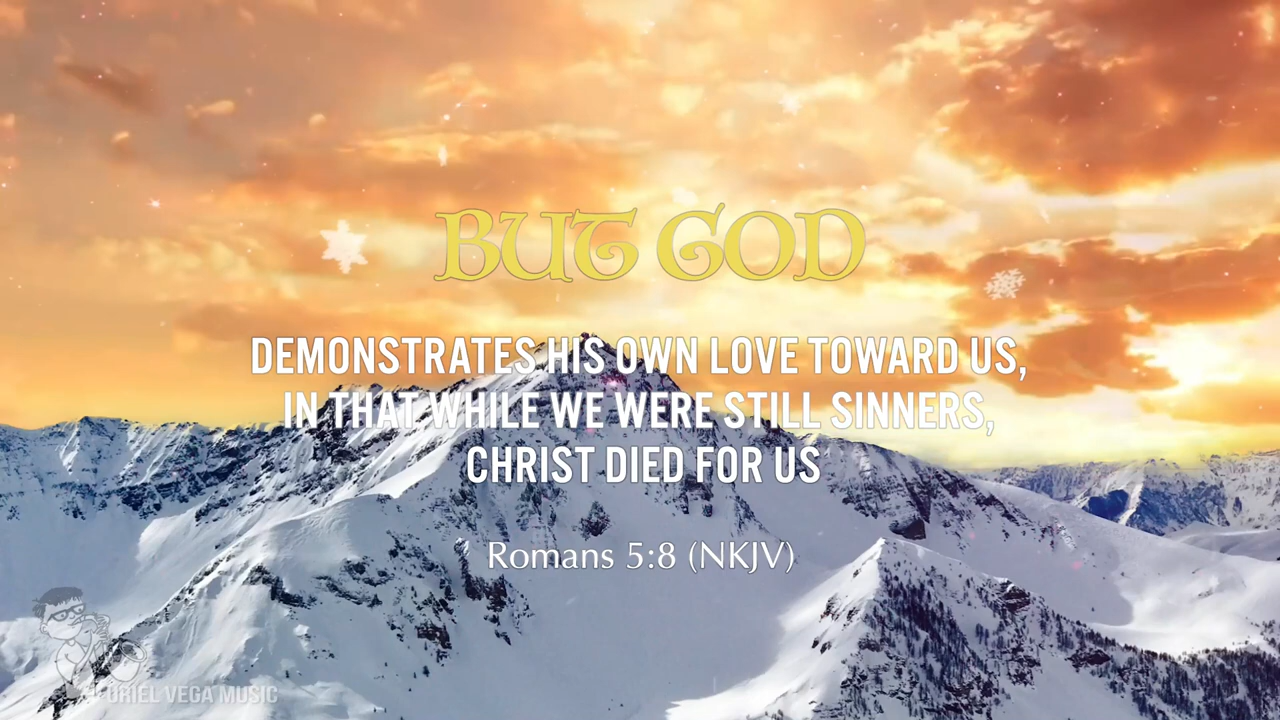 BUT GOD
DEMONSTRATES HIS OWN LOVE TOWARD US,
IN THAT WHILE WE WERE STILL SINNERS,
CHRIST DIED FOR US
Romans 5:8 (NKJV)
URIEL VEGA MUSIC